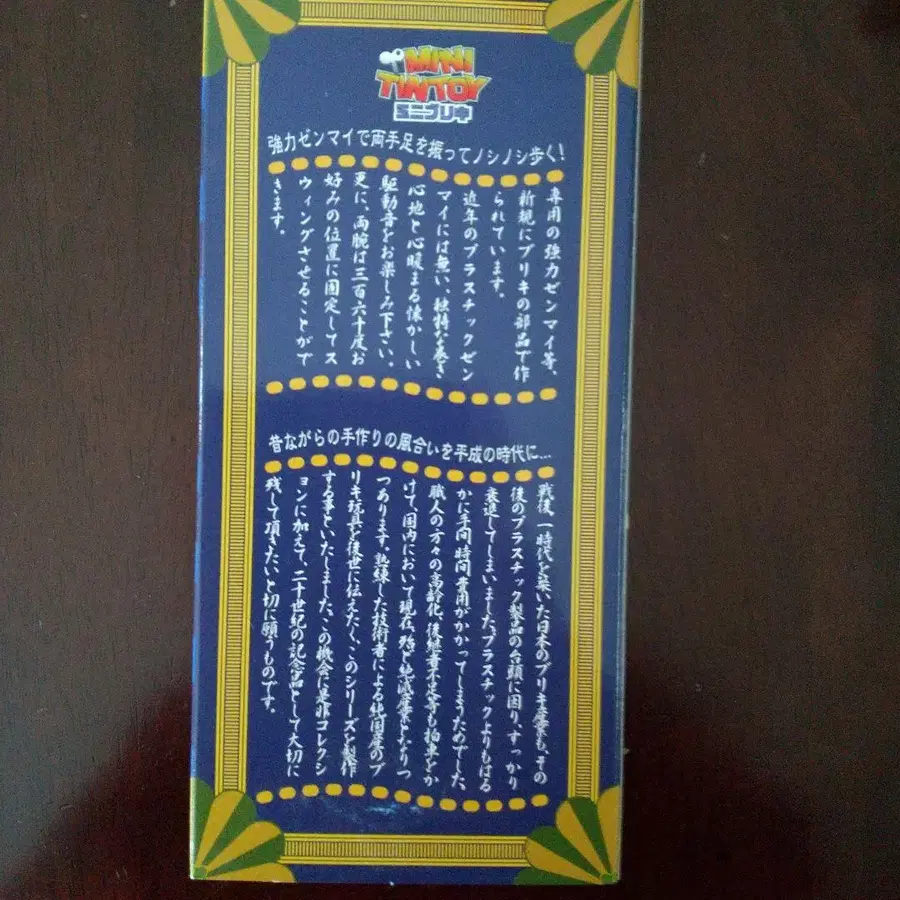 MINI
TINTOY
ミニブリキ
強力ゼンマイで両手足を振ってノシノシ歩く!
専用の強力ゼンマイ等、
新規にブリキの部品で作
られています。
近年のプラスチックゼン
マイには無い、独特な巻き
心地と心暖まる懐かしい
駆動音をお楽しみ下さい。
更に、両腕は三百六十度お
好みの位置に固定してス
ウィングさせることがで
きます。
昔ながらの手作りの風合いを平成の時代に...
戦後、一時代を築いた日本のブリキ産業も、その
後のプラスチック製品の台頭に因り、すっかり
衰退してしまいました。プラスチックよりもはる
かに手間、時間、費用がかかってしまうためでした。
職人の方々の高齢化、後継者不足等も拍車をか
けて、国内において現在、殆ど絶滅産業となりつ
つあります。熟練した技術者による純国産のブ
リキ玩具を後世に伝えたく、このシリーズを製作
する事といたしました。この機会に是非コレクシ
ョンに加えて、二十世紀の記念品として大切に
残して頂きたいと切に願うものです。